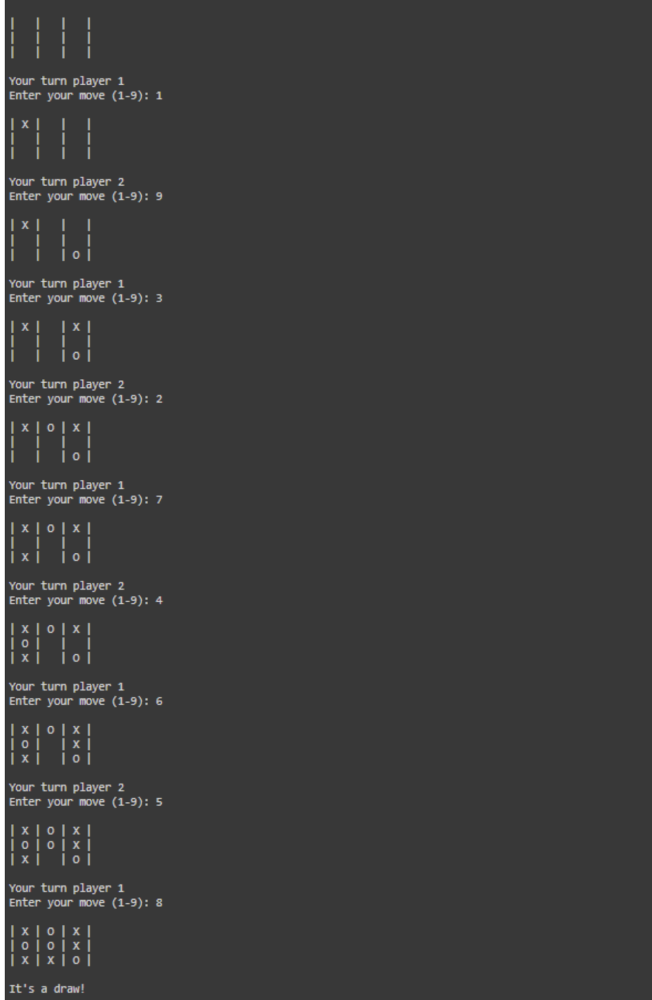 |   |   |   |
|   |   |   |
|   |   |   |
Your turn player 1
Enter your move (1-9): 1
| x |   |   |
|   |   |   |
|   |   |   |
Your turn player 2
Enter your move (1-9): 9
| x |   |   |
|   |   |   |
|   |   | o |
Your turn player 1
Enter your move (1-9): 3
| x |   | x |
|   |   |   |
|   |   | o |
Your turn player 2
Enter your move (1-9): 2
| x | o | x |
|   |   |   |
|   |   | o |
Your turn player 1
Enter your move (1-9): 7
| x | o | x |
|   |   |   |
| x |   | o |
Your turn player 2
Enter your move (1-9): 4
| x | o | x |
| o |   |   |
| x |   | o |
Your turn player 1
Enter your move (1-9): 6
| x | o | x |
| o |   | x |
| x |   | o |
Your turn player 2
Enter your move (1-9): 5
| x | o | x |
| o | o | x |
| x |   | o |
Your turn player 1
Enter your move (1-9): 8
| x | o | x |
| o | o | x |
| x | x | o |
It's a draw!